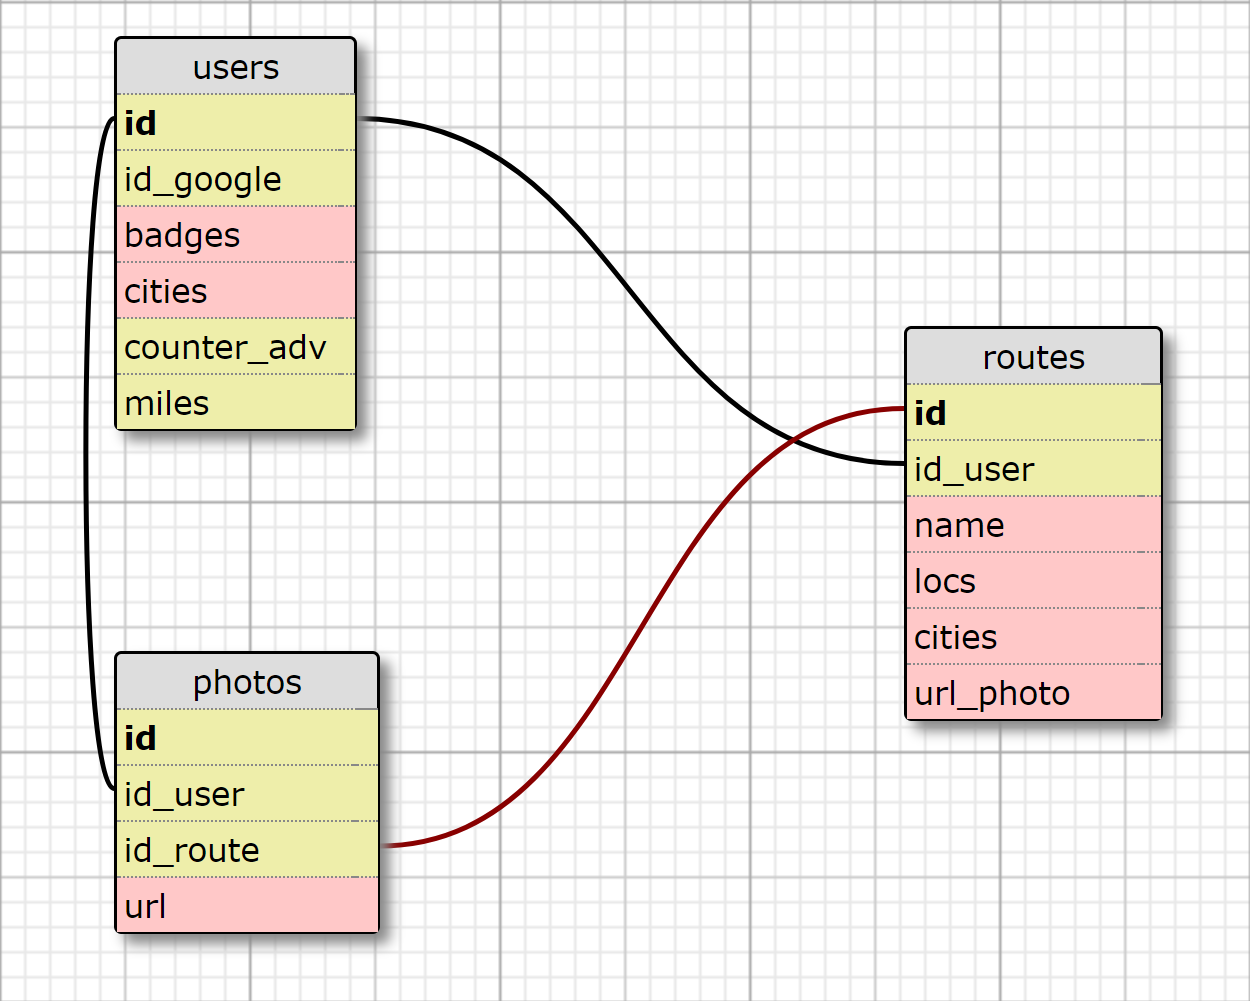 users
id
id_google
badges
cities
counter_adv
miles
routes
id
id_user
name
locs
cities
url_photo
photos
id
id_user
id_route
url